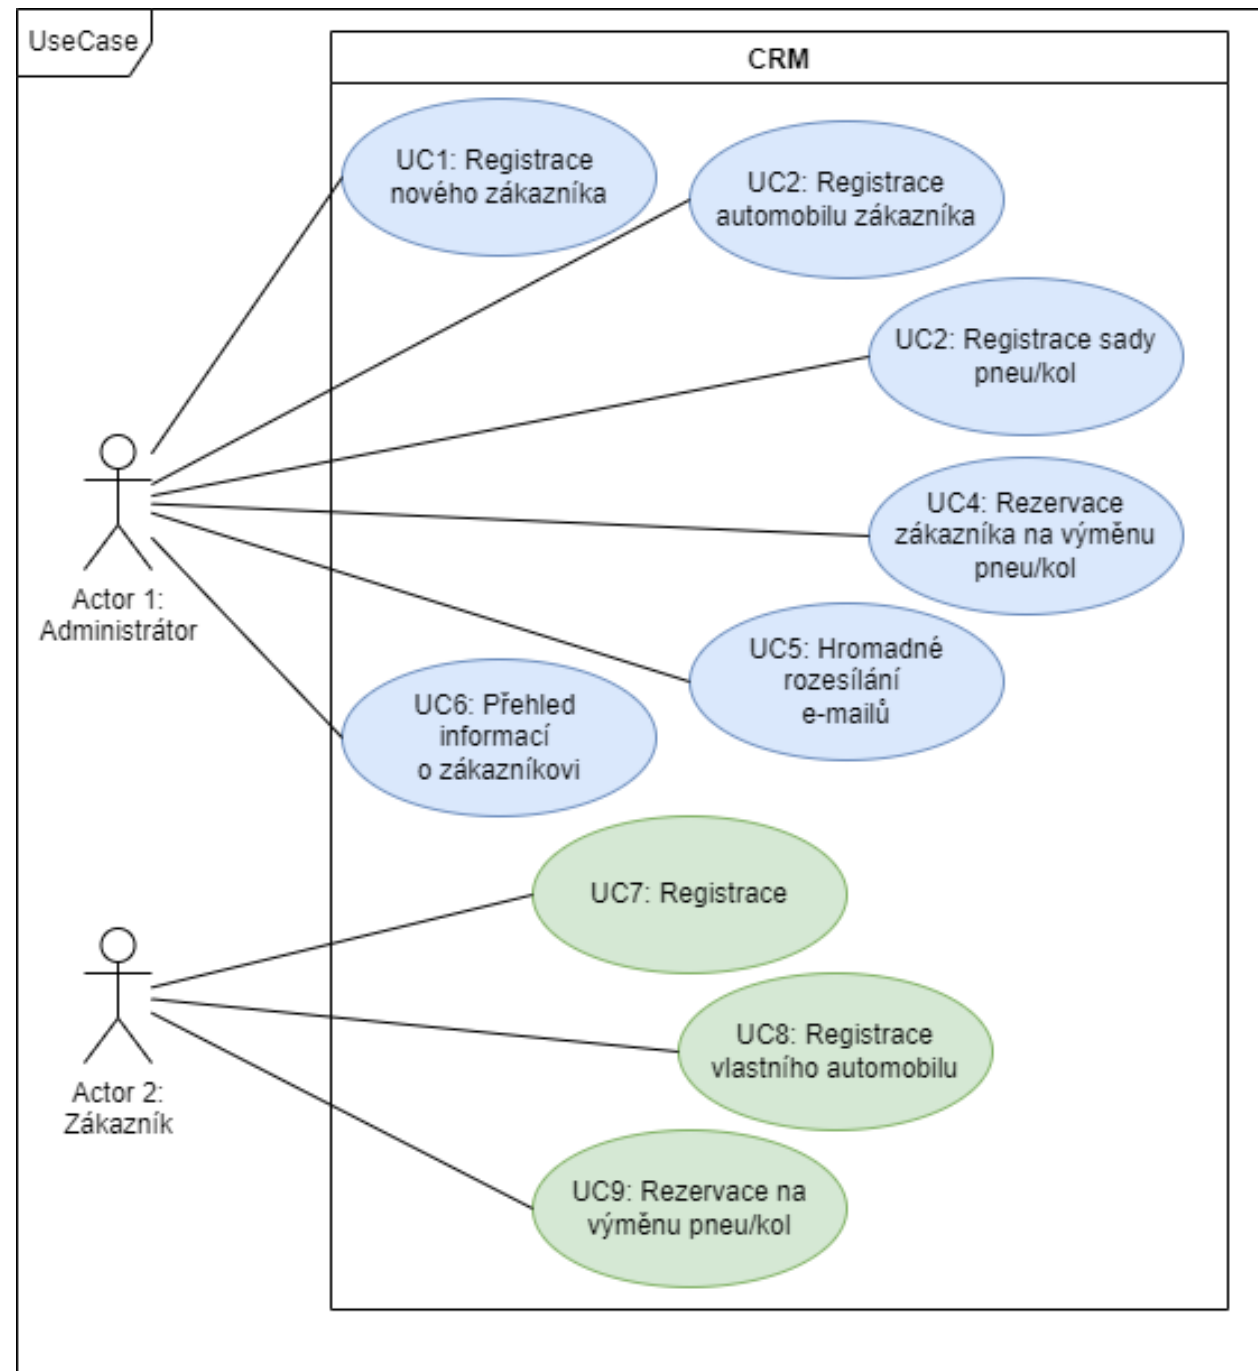 UseCase
CRM
UC1: Registrace
nového zákazníka
UC2: Registrace
automobilu zákazníka
UC2: Registrace sady
pneu/kol
UC4: Rezervace
zákazníka na výměnu
pneu/kol
Actor 1:
Administrátor
UC5: Hromadné
rozesílání
e-mailů
UC6: Přehled
informací
o zákazníkovi
UC7: Registrace
UC8: Registrace
vlastního automobilu
Actor 2:
Zákazník
UC9: Rezervace na
výměnu pneu/kol